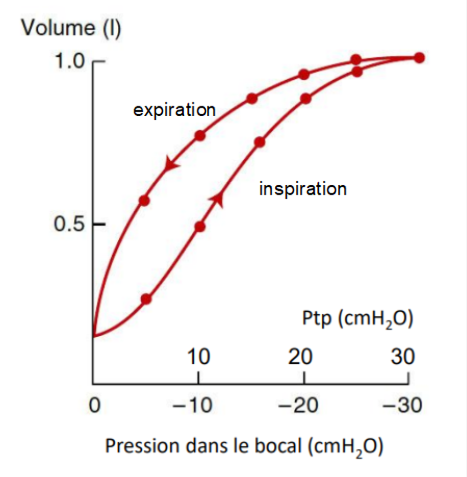 Volume (l)
1.0
expiration
inspiration
0.5
Ptp (cmH₂O)
10 20 30
0 −10 −20 −30
Pression dans le bocal (cmH₂O)